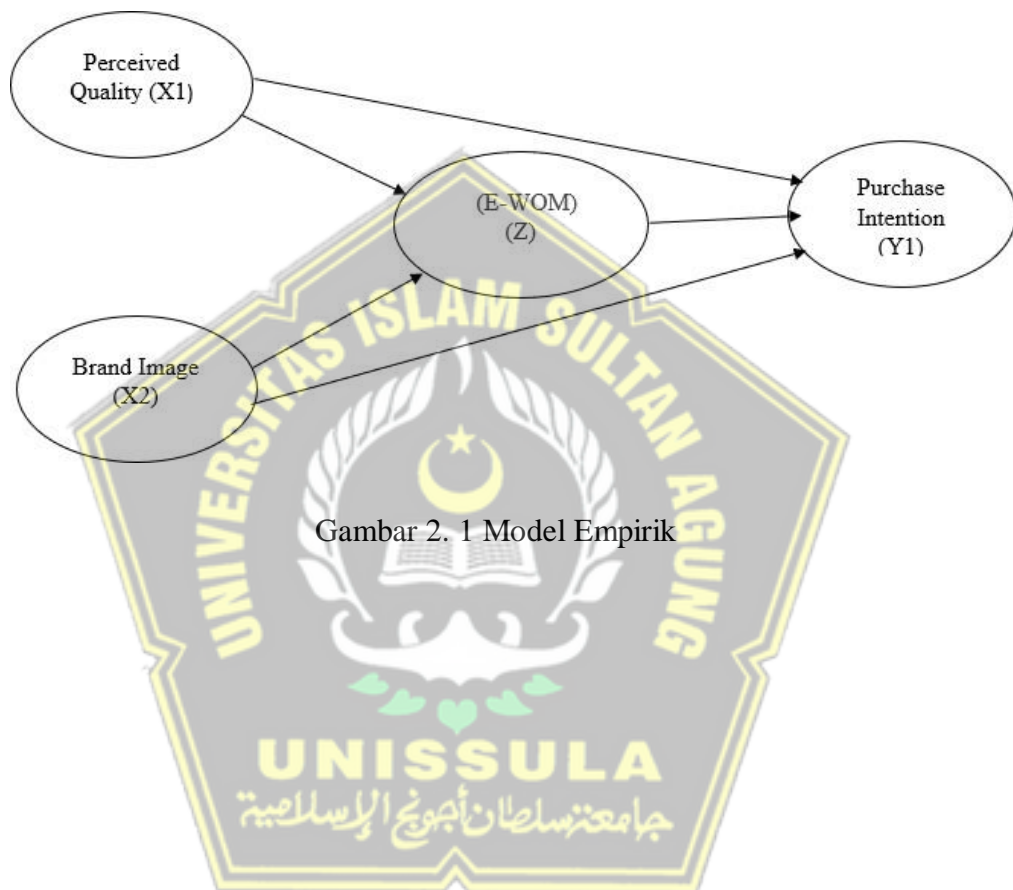 Perceived
Quality (X1)
(E-WOM)
(Z)
Purchase
Intention
(Y1)
Brand Image
(X2)
Gambar 2. 1 Model Empirik
UNIVERSITAS ISLAM SULTAN AGUNG
UNISSULA
جامعة سلطان أجونج الإسلامية